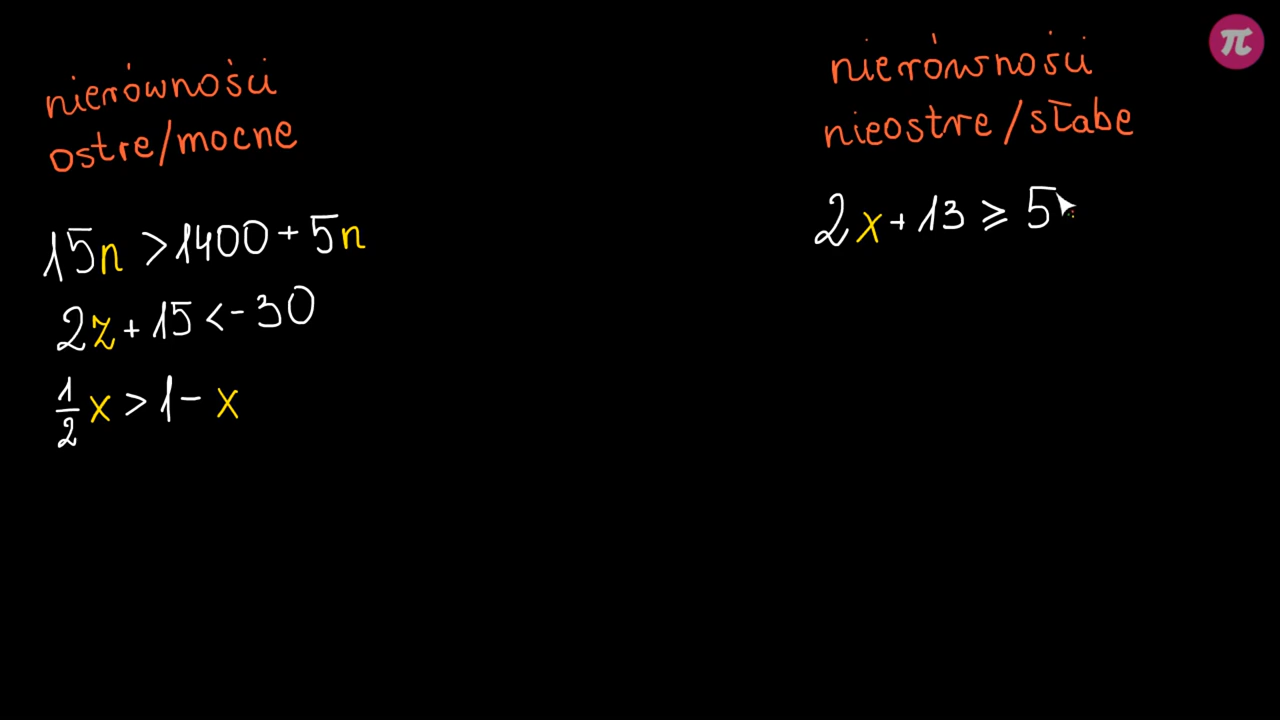 nierówności
ostre/mocne
15n > 1400 + 5n
2z + 15 < - 30
1/2 x > 1 - x
nierówności
nieostre/słabe
2x + 13 ⩾ 5
π